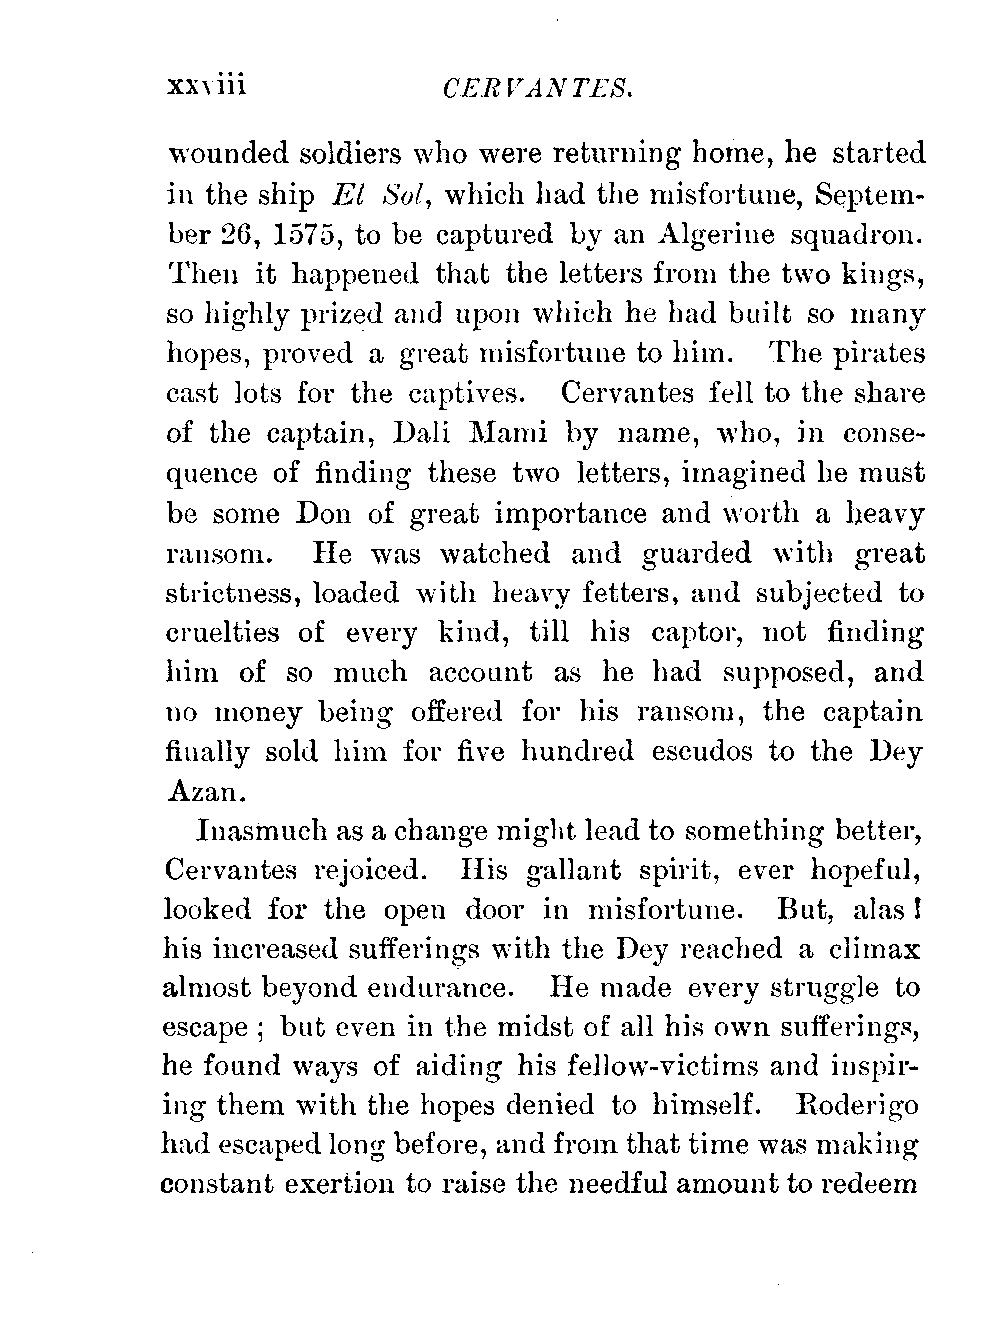 xxviii CERVANTES.
wounded soldiers who were returning home, he started
in the ship El Sol, which had the misfortune, Septem-
ber 26, 1575, to be captured by an Algerine squadron.
Then it happened that the letters from the two kings,
so highly prized and upon which he had built so many
hopes, proved a great misfortune to him. The pirates
cast lots for the captives. Cervantes fell to the share
of the captain, Dali Mami by name, who, in conse-
quence of finding these two letters, imagined he must
be some Don of great importance and worth a heavy
ransom. He was watched and guarded with great
strictness, loaded with heavy fetters, and subjected to
cruelties of every kind, till his captor, not finding
him of so much account as he had supposed, and
no money being offered for his ransom, the captain
finally sold him for five hundred escudos to the Dey
Azan.
Inasmuch as a change might lead to something better,
Cervantes rejoiced. His gallant spirit, ever hopeful,
looked for the open door in misfortune. But, alas!
his increased sufferings with the Dey reached a climax
almost beyond endurance. He made every struggle to
escape; but even in the midst of all his own sufferings,
he found ways of aiding his fellow-victims and inspir-
ing them with the hopes denied to himself. Roderigo
had escaped long before, and from that time was making
constant exertion to raise the needful amount to redeem